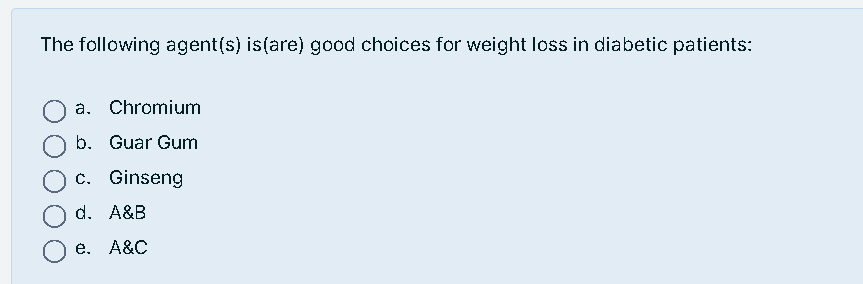 The following agent(s) is(are) good choices for weight loss in diabetic patients:
a. Chromium
b. Guar Gum
c. Ginseng
d. A&B
e. A&C